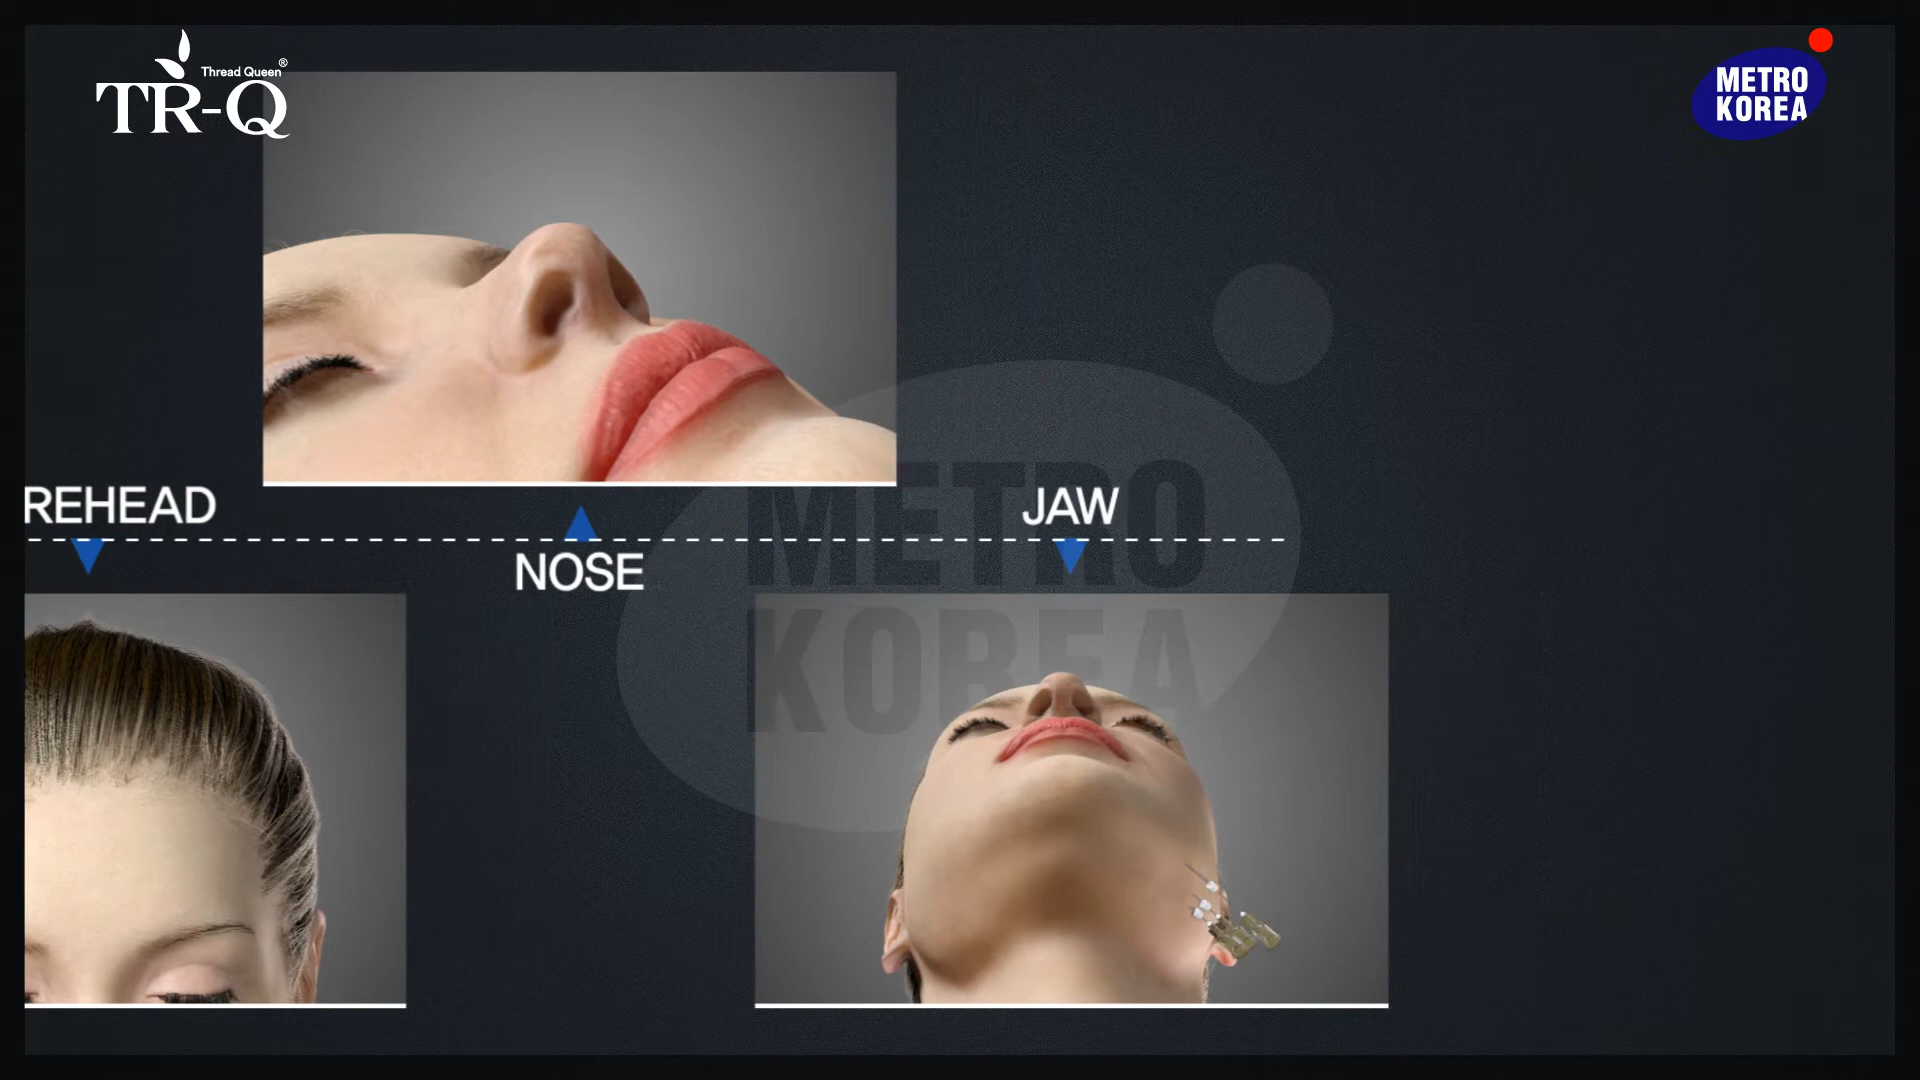 Thread Queen®
TR-Q
METRO
KOREA
REHEAD
JAW
NOSE
METRO
KOREA